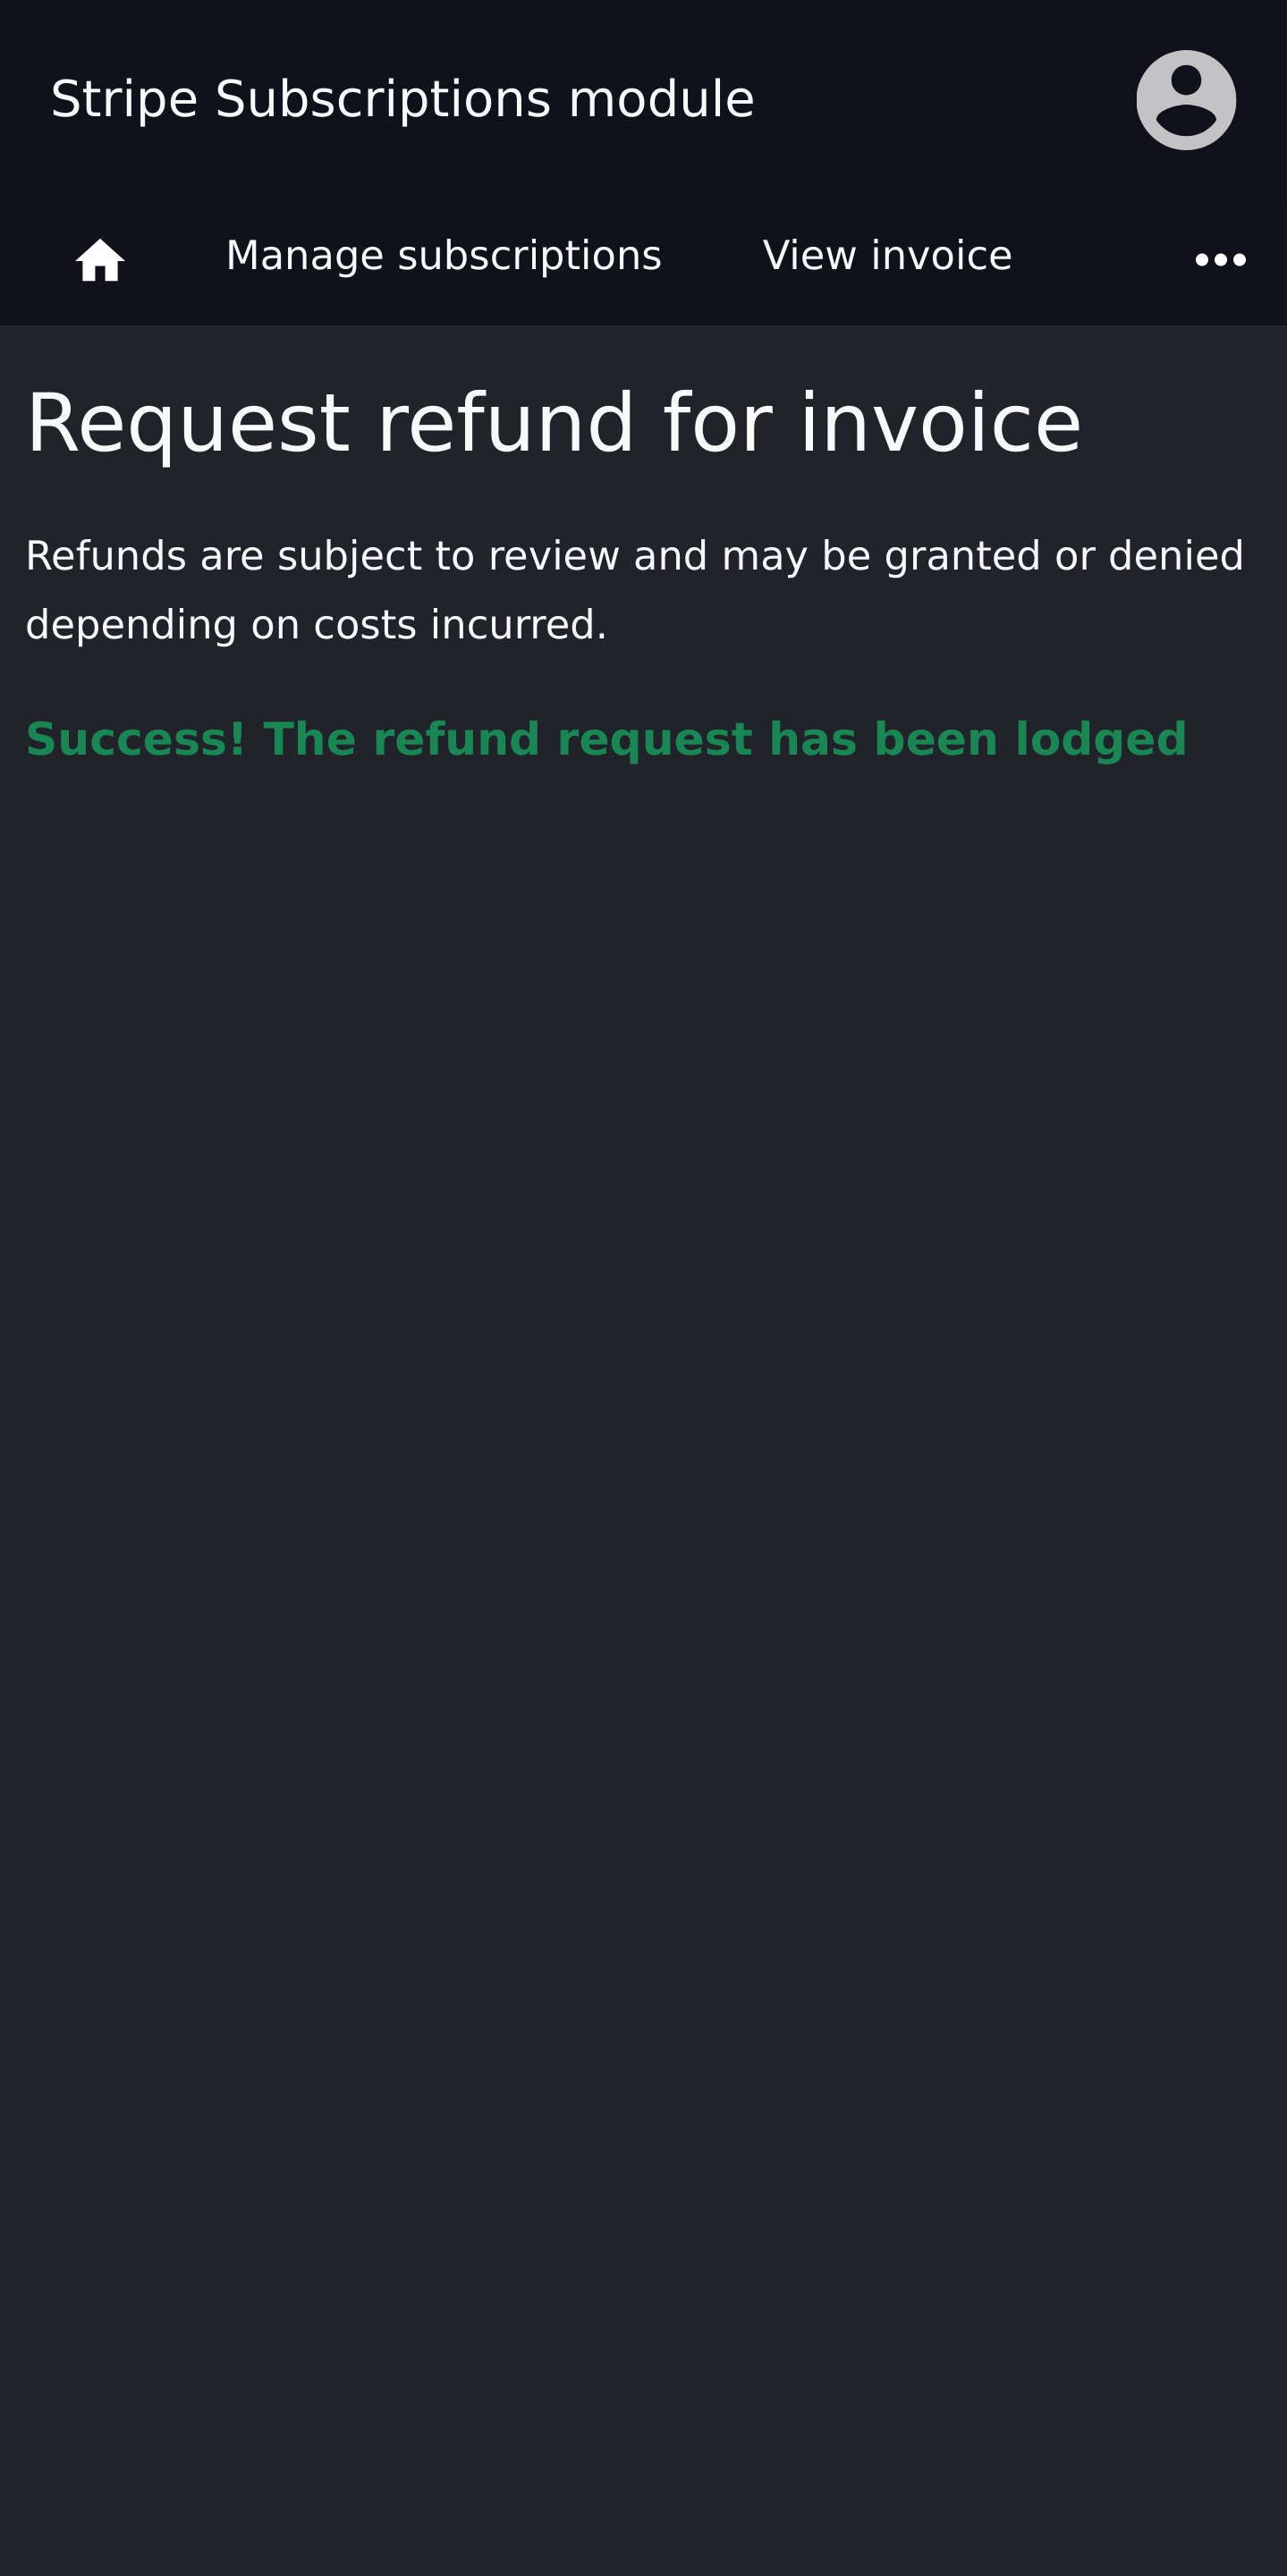 Stripe Subscriptions module
Manage subscriptions
View invoice
Request refund for invoice
Refunds are subject to review and may be granted or denied
depending on costs incurred.
Success! The refund request has been lodged